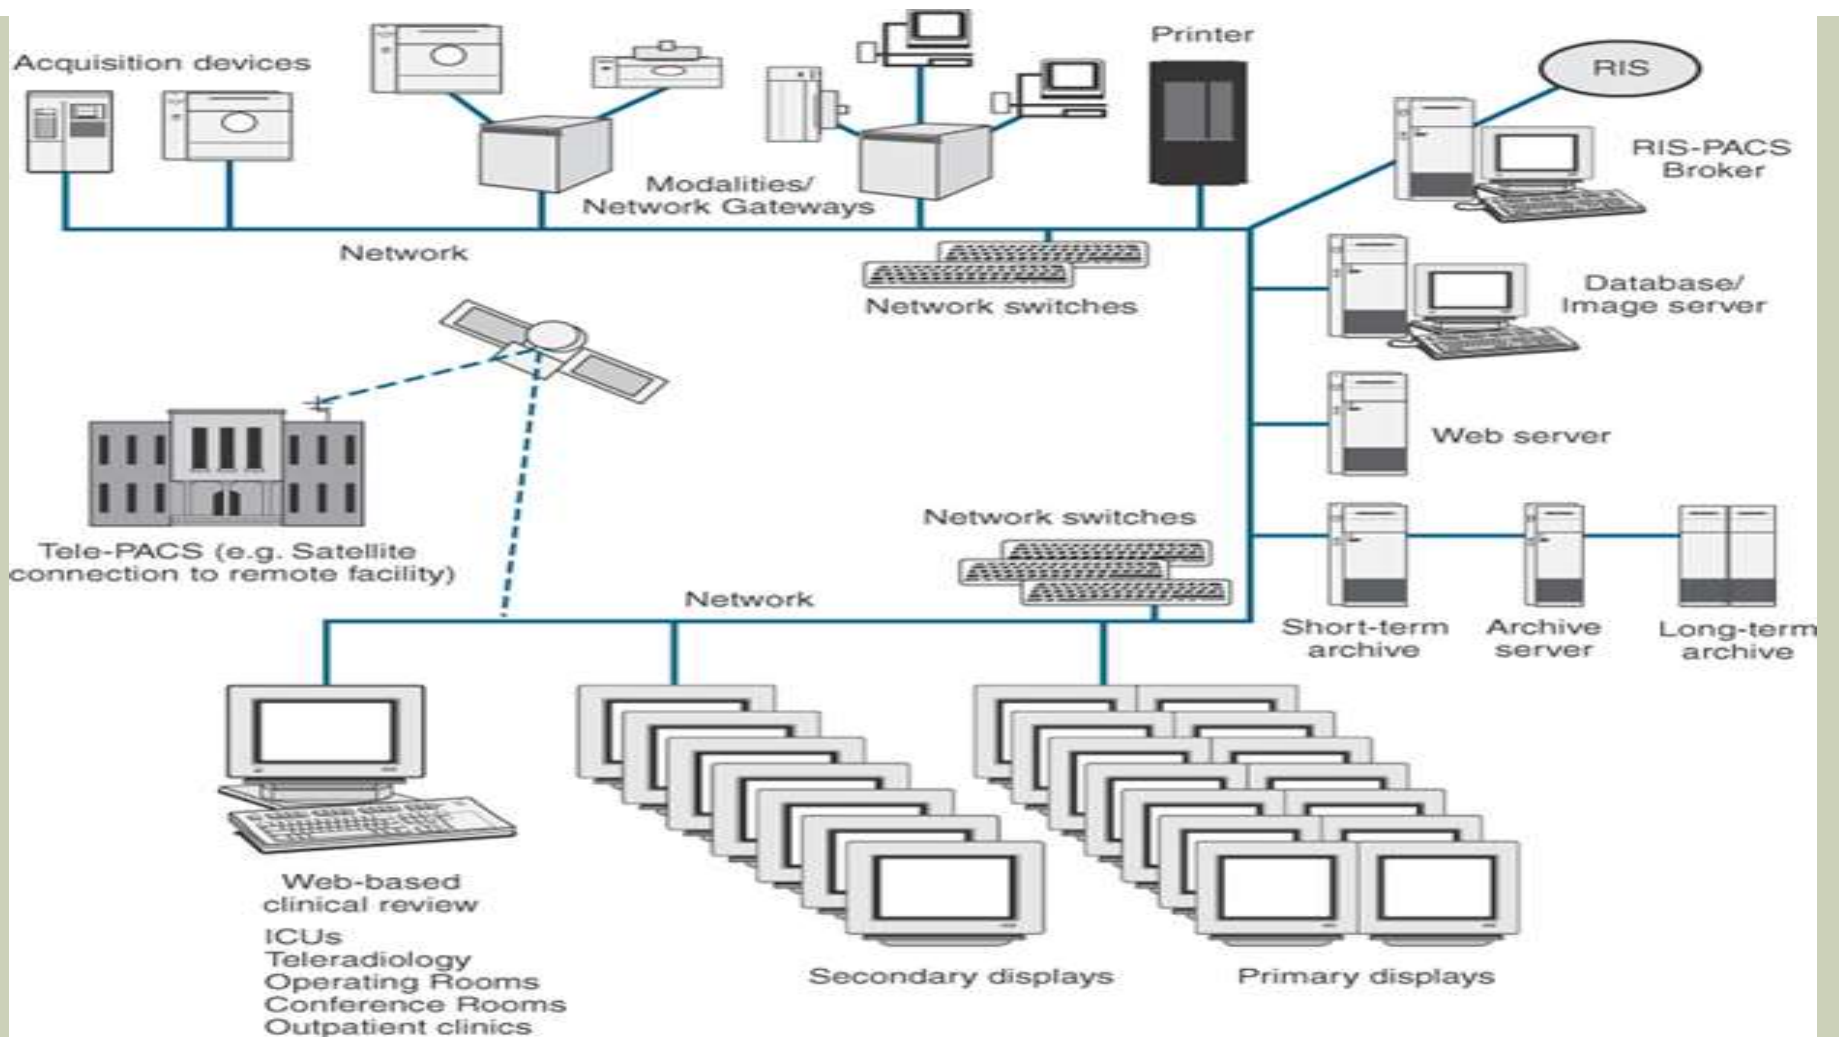 Acquisition devices
Printer
RIS
RIS-PACS
Broker
Modalities/
Network Gateways
Network
Network switches
Database/
Image server
Web server
Network switches
Tele-PACS (e.g. Satellite
connection to remote facility)
Network
Short-term
archive
Archive
server
Long-term
archive
Web-based
clinical review
ICUs
Teleradiology
Operating Rooms
Conference Rooms
Outpatient clinics
Secondary displays
Primary displays